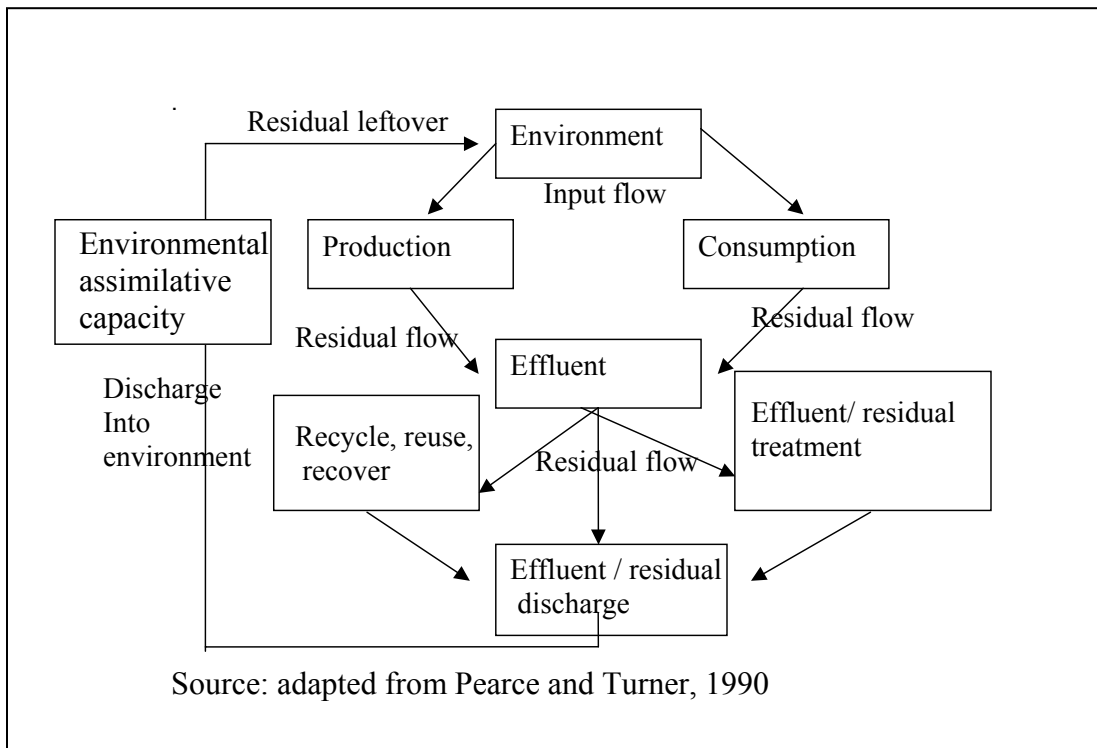 Residual leftover
Environment
Input flow
Environmental
assimilative
capacity
Production
Consumption
Residual flow
Residual flow
Effluent
Discharge
Into
environment
Recycle, reuse,
recover
Residual flow
Effluent/ residual
treatment
Effluent / residual
discharge
Source: adapted from Pearce and Turner, 1990